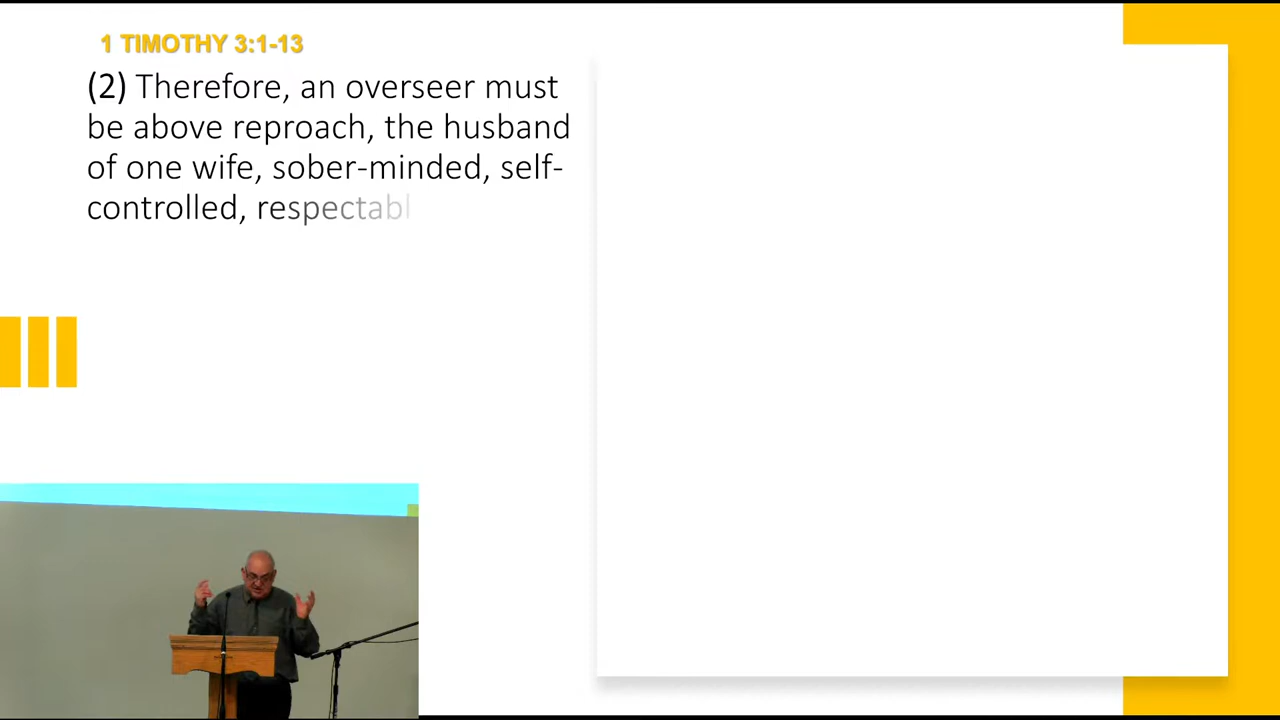 1 TIMOTHY 3:1-13
(2) Therefore, an overseer must
be above reproach, the husband
of one wife, sober-minded, self-
controlled, respectabl